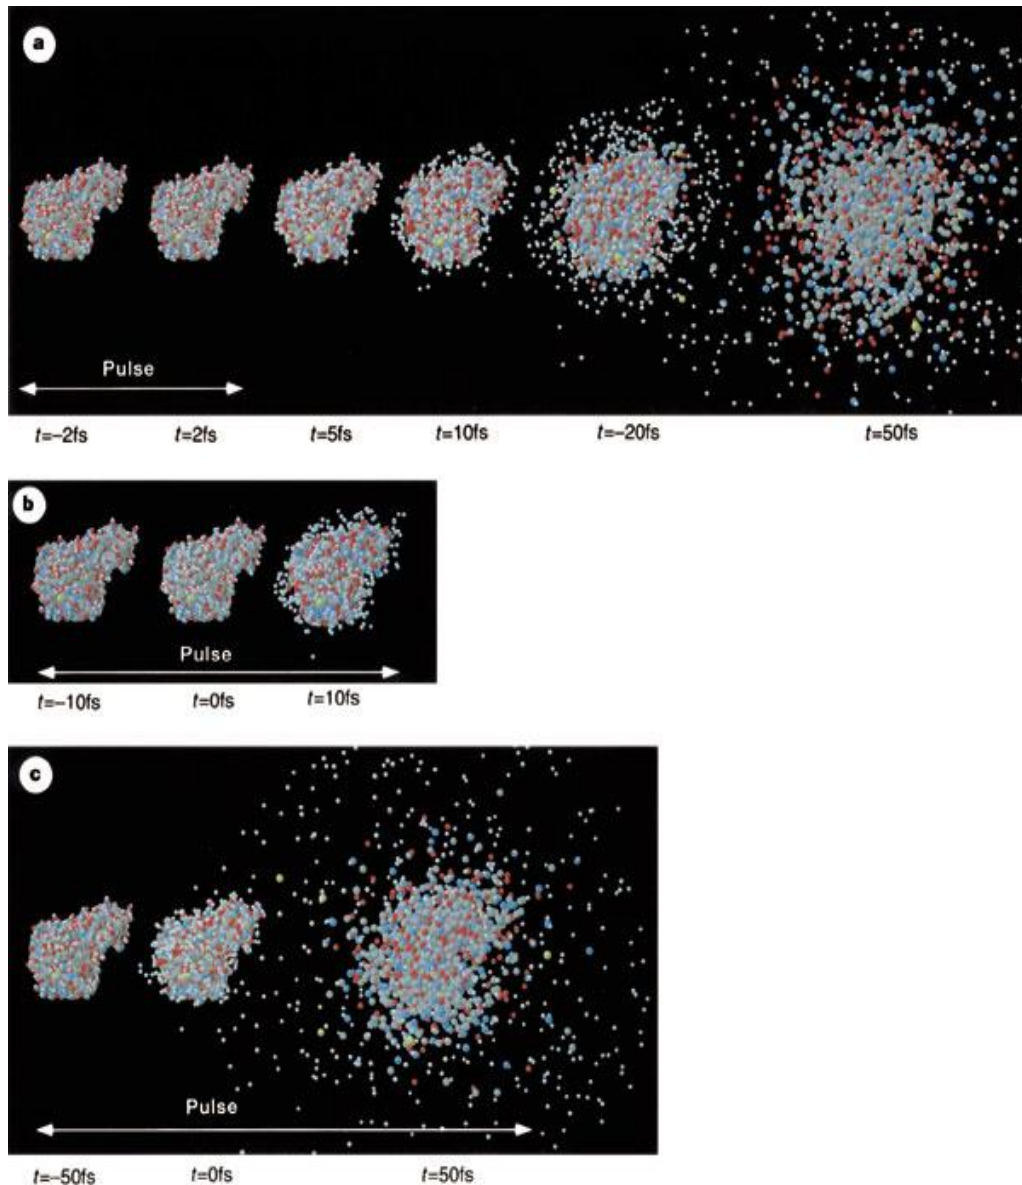 a
Pulse
t=–2fs t=2fs t=5fs t=10fs t=–20fs t=50fs
b
Pulse
t=–10fs t=0fs t=10fs
c
Pulse
t=–50fs t=0fs t=50fs